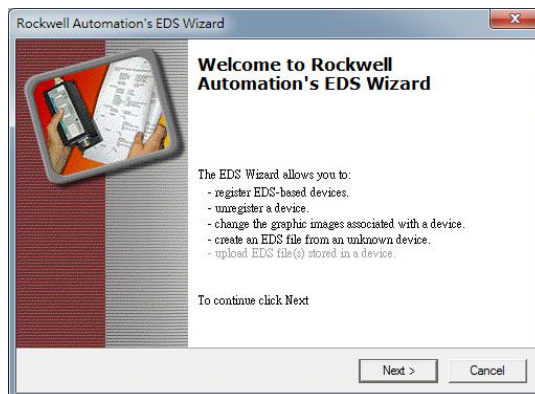 Rockwell Automation's EDS Wizard
Welcome to Rockwell
Automation's EDS Wizard
The EDS Wizard allows you to:
- register EDS-based devices.
- unregister a device.
- change the graphic images associated with a device.
- create an EDS file from an unknown device.
- upload EDS file(s) stored in a device.
To continue click Next
Next >
Cancel